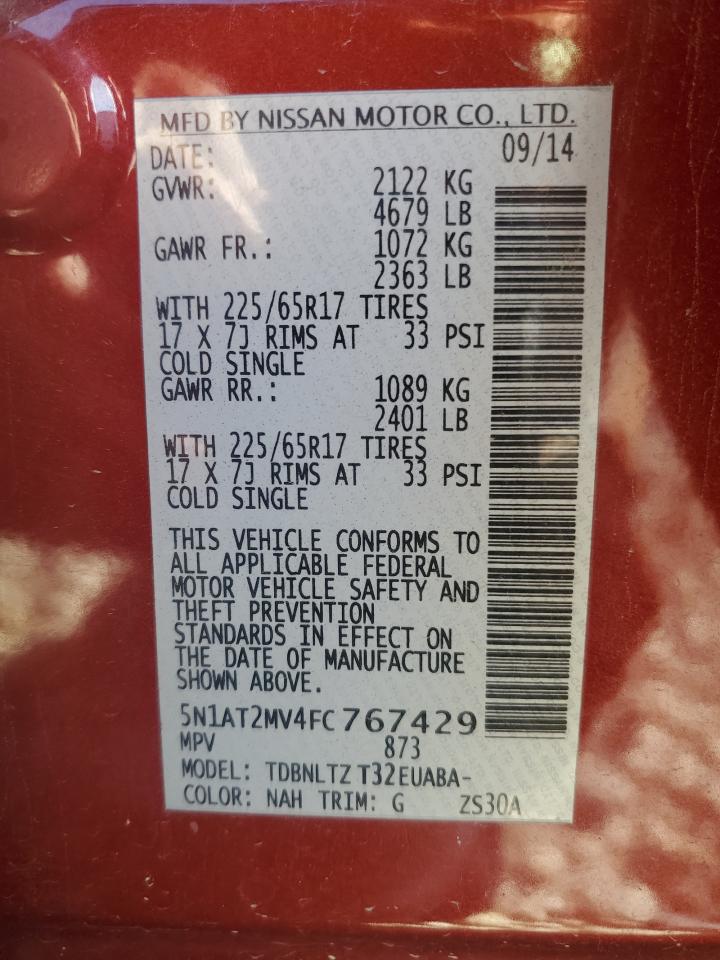 MFD BY NISSAN MOTOR CO., LTD.
DATE: 09/14
GVWR: 2122 KG
4679 LB
GAWR FR.: 1072 KG
2363 LB
WITH 225/65R17 TIRES
17 X 7J RIMS AT 33 PSI
COLD SINGLE
GAWR RR.: 1089 KG
2401 LB
WITH 225/65R17 TIRES
17 X 7J RIMS AT 33 PSI
COLD SINGLE
THIS VEHICLE CONFORMS TO
ALL APPLICABLE FEDERAL
MOTOR VEHICLE SAFETY AND
THEFT PREVENTION
STANDARDS IN EFFECT ON
THE DATE OF MANUFACTURE
SHOWN ABOVE.
5N1AT2MV4FC767429
MPV 873
MODEL: TDBNLTZ T32EUABA-
COLOR: NAH TRIM: G ZS30A